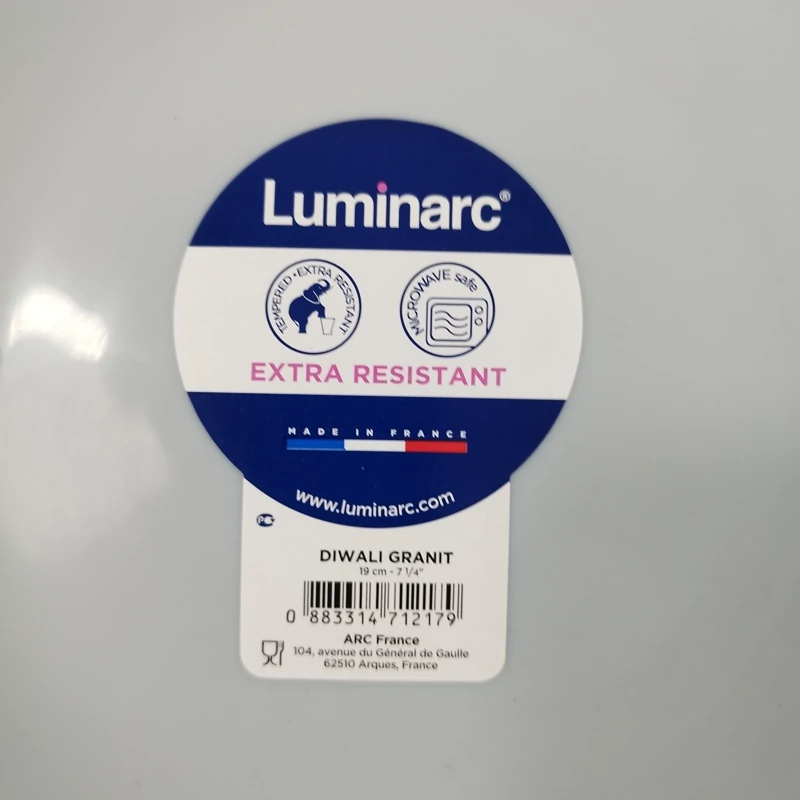 Luminarc®
TEMPERED • EXTRA RESISTANT
MICROWAVE safe
EXTRA RESISTANT
MADE IN FRANCE
www.luminarc.com
DIWALI GRANIT
19 cm - 7 1/4"
0 883314 712179
ARC France
104, avenue du Général de Gaulle
62510 Arques, France